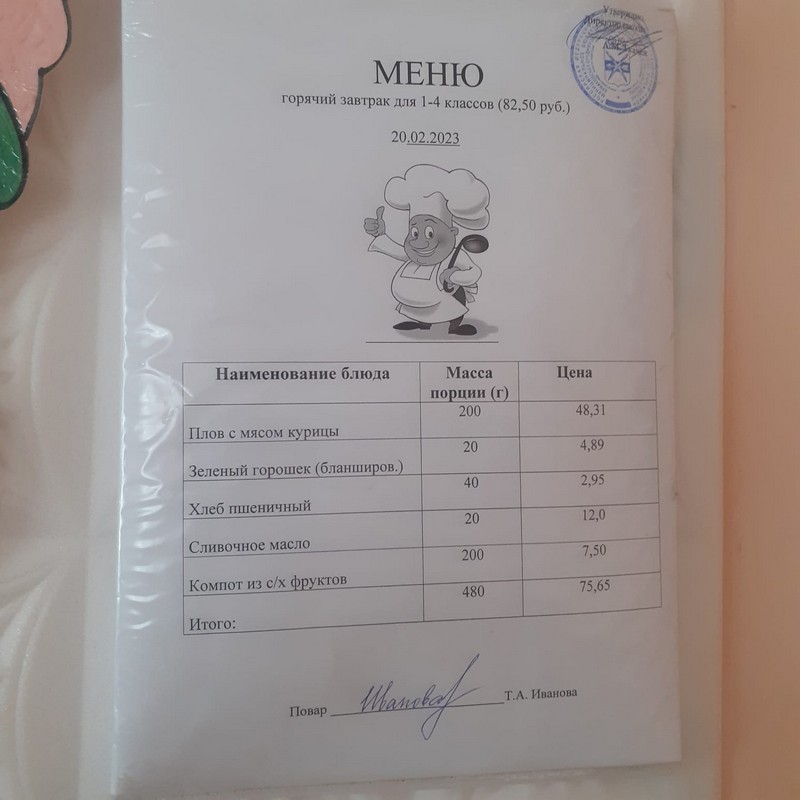 Утверждаю:
МЕНЮ
горячий завтрак для 1-4 классов (82,50 руб.)
20.02.2023
Наименование блюда Масса порции (г) Цена
Плов с мясом курицы 200 48,31
Зеленый горошек (бланширов.) 20 4,89
Хлеб пшеничный 40 2,95
Сливочное масло 20 12,0
Компот из с/х фруктов 200 7,50
Итого: 480 75,65
Повар Иванова Т.А. Иванова